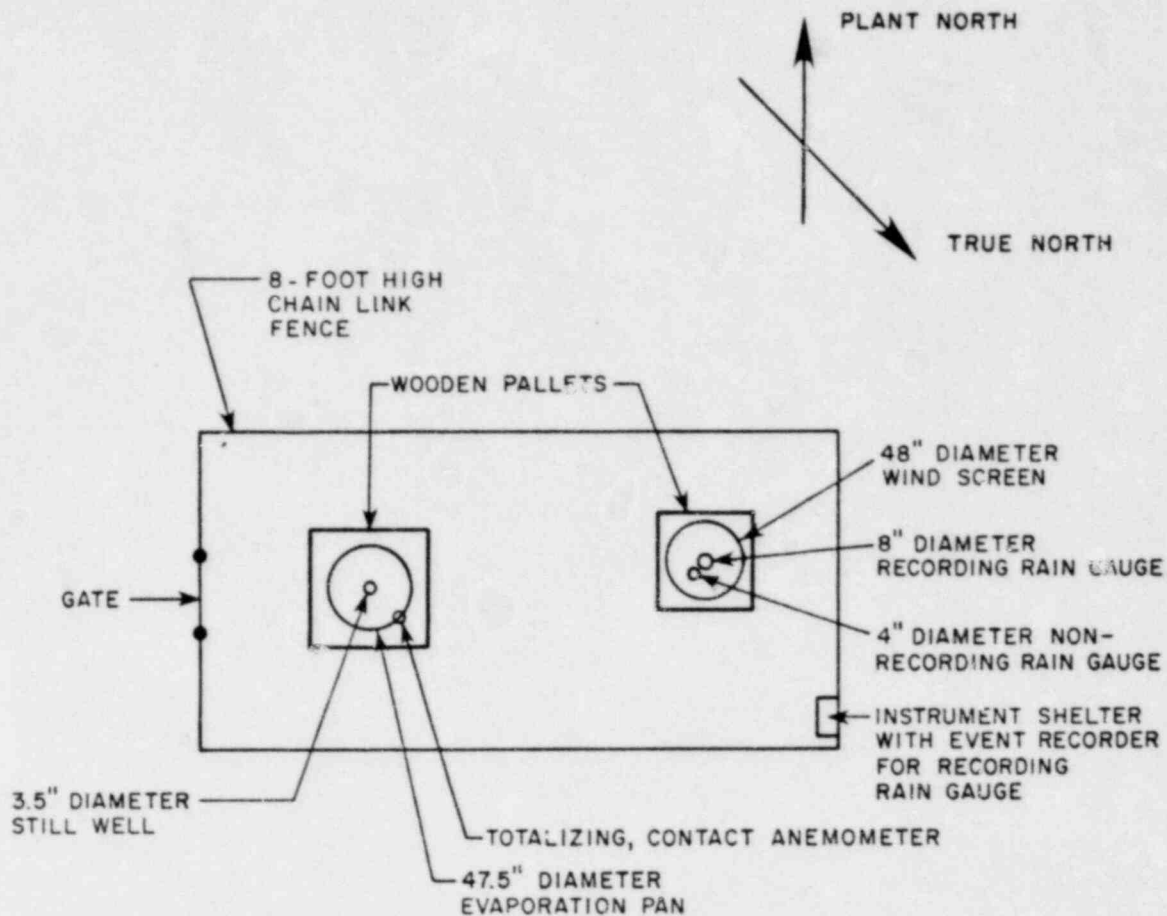 PLANT NORTH
TRUE NORTH
8-FOOT HIGH
CHAIN LINK
FENCE
WOODEN PALLETS
48" DIAMETER
WIND SCREEN
8" DIAMETER
RECORDING RAIN GAUGE
GATE
4" DIAMETER NON-
RECORDING RAIN GAUGE
INSTRUMENT SHELTER
WITH EVENT RECORDER
FOR RECORDING
RAIN GAUGE
3.5" DIAMETER
STILL WELL
TOTALIZING, CONTACT ANEMOMETER
47.5" DIAMETER
EVAPORATION PAN